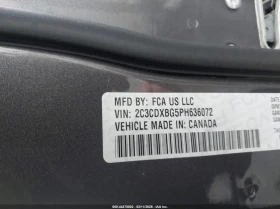 MFD BY: FCA US LLC
VIN: 2C3CDXBG5PH636072
VEHICLE MADE IN: CANADA